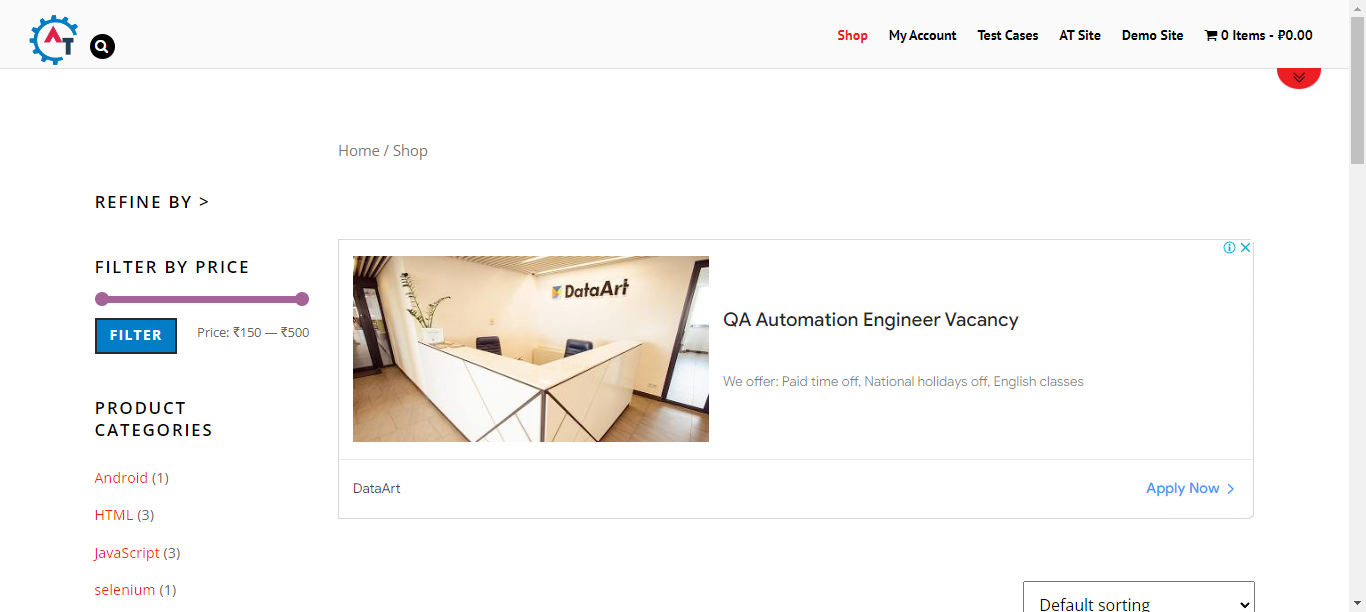 AT
Shop
My Account
Test Cases
AT Site
Demo Site
0 Items - ₽0.00
Home / Shop
REFINE BY >
FILTER BY PRICE
FILTER
Price: ₹150 — ₹500
PRODUCT
CATEGORIES
Android (1)
HTML (3)
JavaScript (3)
selenium (1)
DataArt
QA Automation Engineer Vacancy
We offer: Paid time off, National holidays off, English classes
DataArt
Apply Now
Default sorting